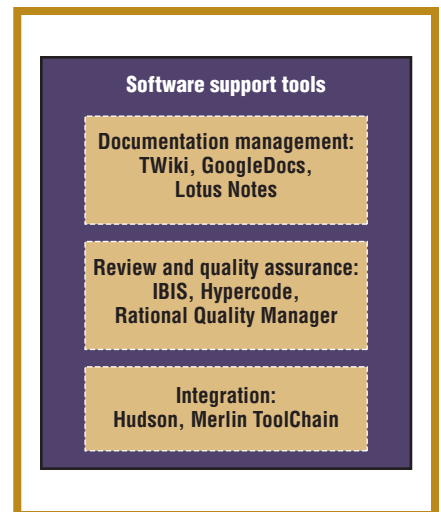 Software support tools
Documentation management:
TWiki, GoogleDocs,
Lotus Notes
Review and quality assurance:
IBIS, Hypercode,
Rational Quality Manager
Integration:
Hudson, Merlin ToolChain